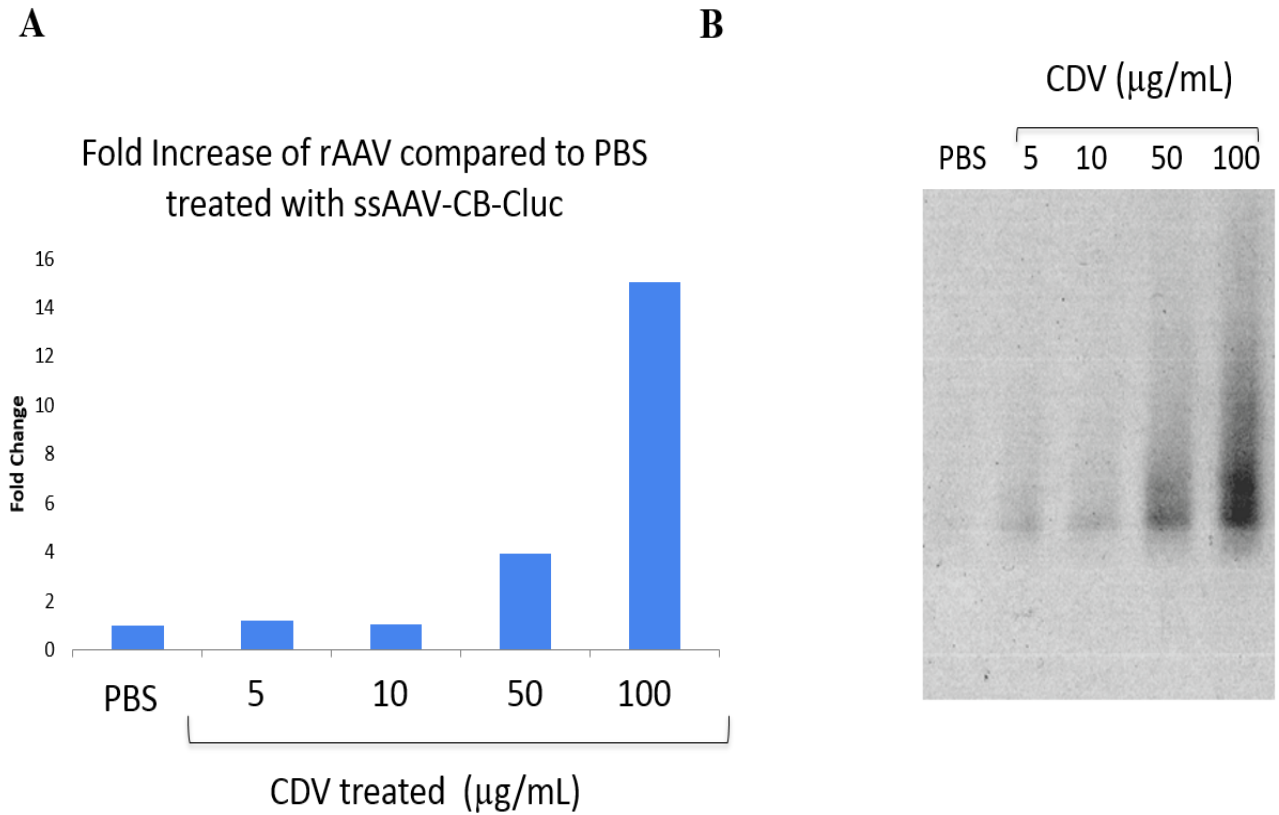 A
Fold Increase of rAAV compared to PBS
treated with ssAAV-CB-Cluc
Fold Change
16
14
12
10
8
6
4
2
0
PBS 5 10 50 100
CDV treated (μg/mL)
B
CDV (μg/mL)
PBS 5 10 50 100